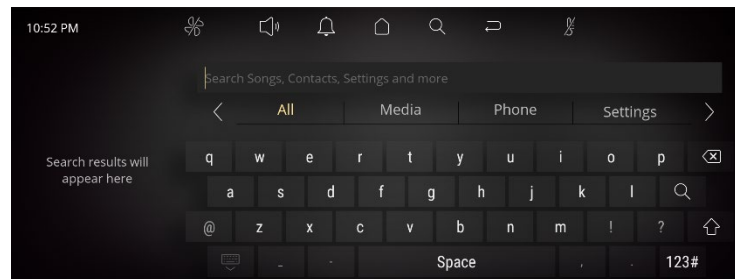 10:52 PM
Search Songs, Contacts, Settings and more
All Media Phone Settings
Search results will
appear here
q w e r t y u i o p
a s d f g h j k l
@ z x c v b n m ! ?
_ - Space , . 123#